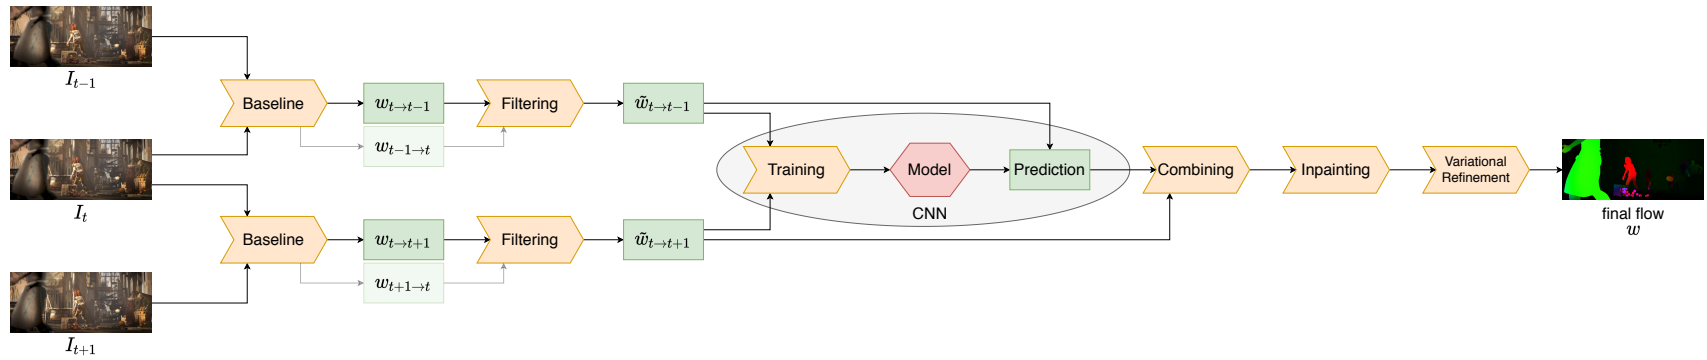 I_{t−1}
Baseline
w_{t→t−1}
w_{t−1→t}
Filtering
w̃_{t→t−1}
I_t
Baseline
w_{t→t+1}
w_{t+1→t}
Filtering
w̃_{t→t+1}
I_{t+1}
Training
Model
Prediction
CNN
Combining
Inpainting
Variational
Refinement
final flow
w